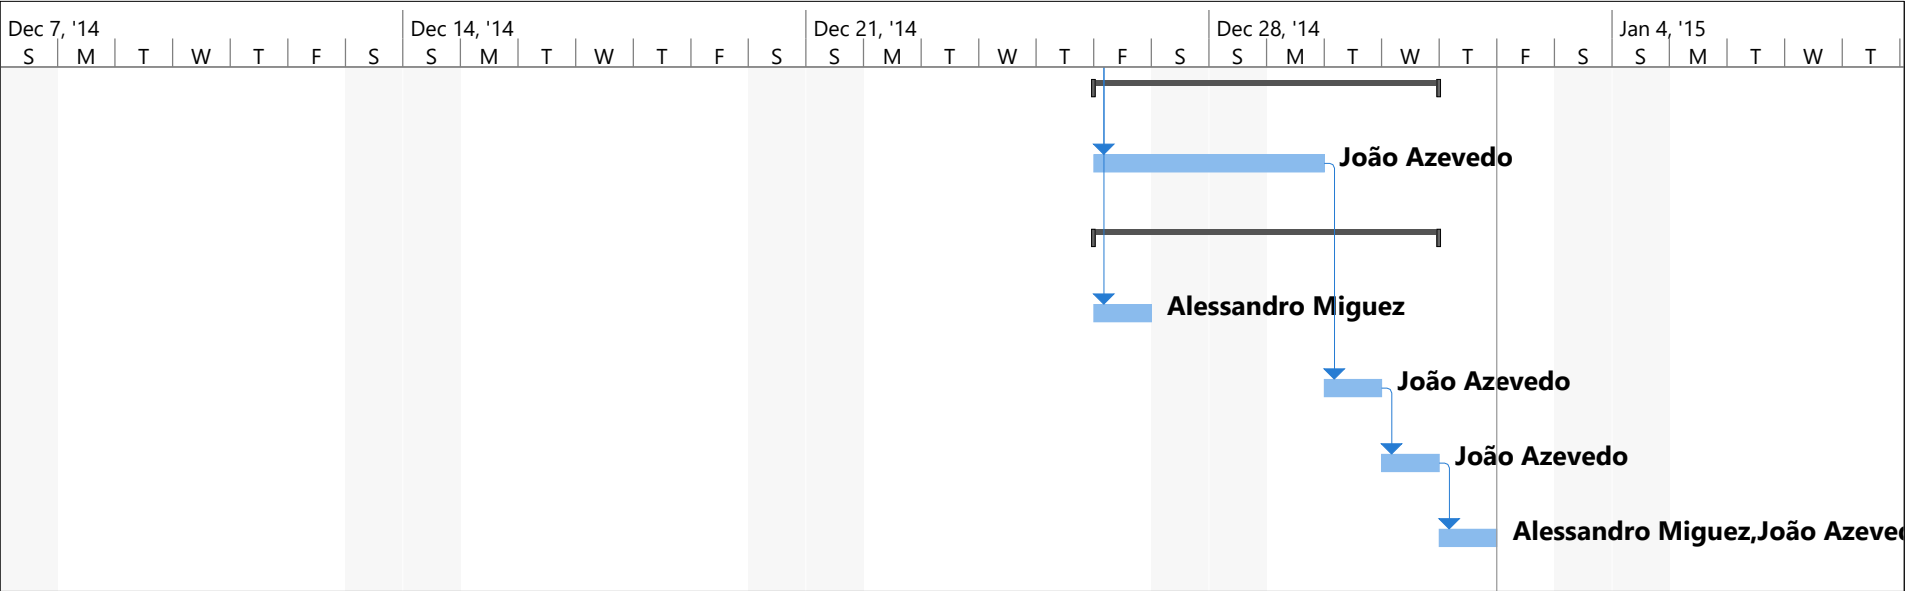 Dec 7, '14 Dec 14, '14 Dec 21, '14 Dec 28, '14 Jan 4, '15
S M T W T F S S M T W T F S S M T W T F S S M T W T F S S M T W T
João Azevedo
Alessandro Miguez
João Azevedo
João Azevedo
Alessandro Miguez,João Azeve